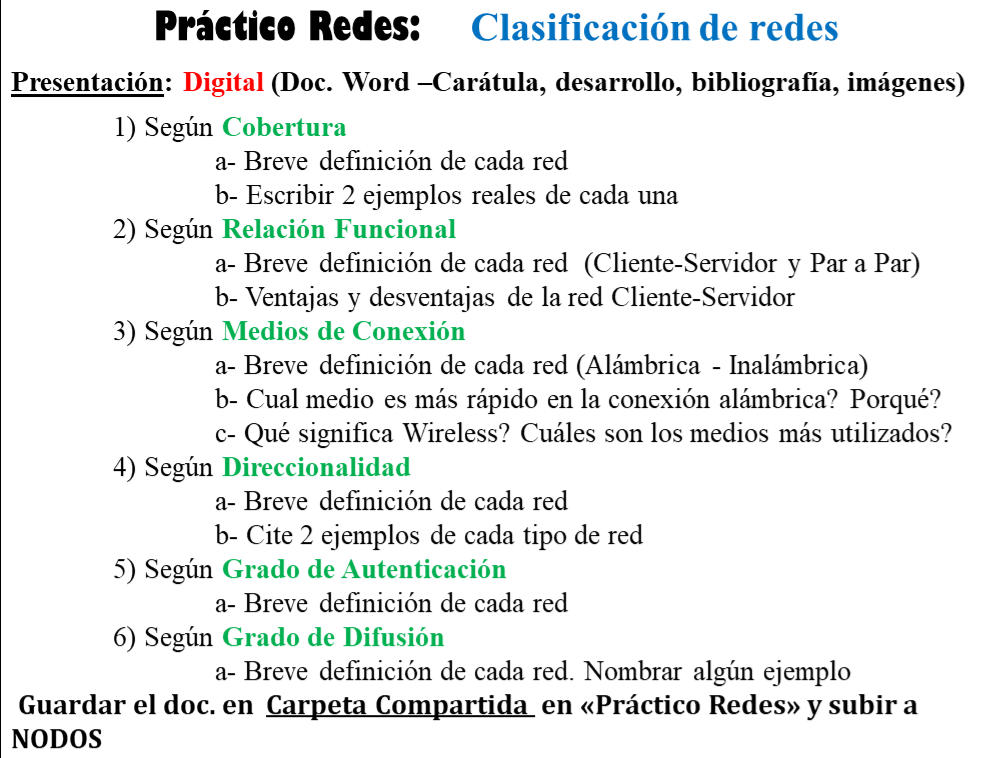 Práctico Redes: Clasificación de redes
Presentación: Digital (Doc. Word –Carátula, desarrollo, bibliografía, imágenes)
1) Según Cobertura
a- Breve definición de cada red
b- Escribir 2 ejemplos reales de cada una
2) Según Relación Funcional
a- Breve definición de cada red (Cliente-Servidor y Par a Par)
b- Ventajas y desventajas de la red Cliente-Servidor
3) Según Medios de Conexión
a- Breve definición de cada red (Alámbrica - Inalámbrica)
b- Cual medio es más rápido en la conexión alámbrica? Porqué?
c- Qué significa Wireless? Cuáles son los medios más utilizados?
4) Según Direccionalidad
a- Breve definición de cada red
b- Cite 2 ejemplos de cada tipo de red
5) Según Grado de Autenticación
a- Breve definición de cada red
6) Según Grado de Difusión
a- Breve definición de cada red. Nombrar algún ejemplo
Guardar el doc. en Carpeta Compartida en «Práctico Redes» y subir a
NODOS